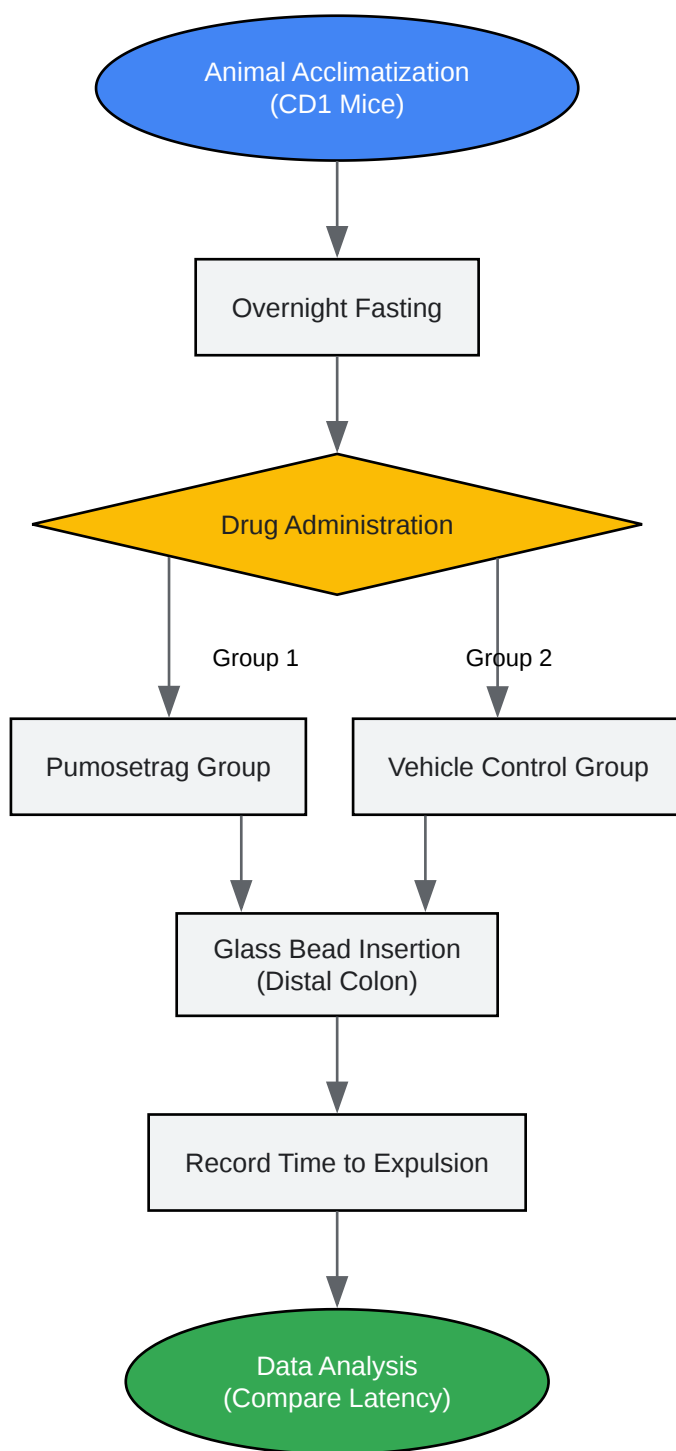 Animal Acclimatization
(CD1 Mice)
Overnight Fasting
Drug Administration
Group 1
Group 2
Pumosetrag Group
Vehicle Control Group
Glass Bead Insertion
(Distal Colon)
Record Time to Expulsion
Data Analysis
(Compare Latency)